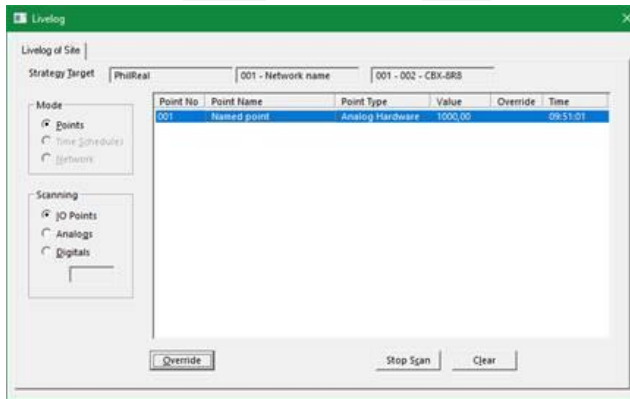 Livelog
Livelog of Site
Strategy Target PhilReal 001 - Network name 001 - 002 - CBX-8R8
Mode
Points
Time Schedules
Network
Scanning
IO Points
Analogs
Digitals
Point No Point Name Point Type Value Override Time
001 Named point Analog Hardware 1000,00 09:51:01
Override Stop Scan Clear